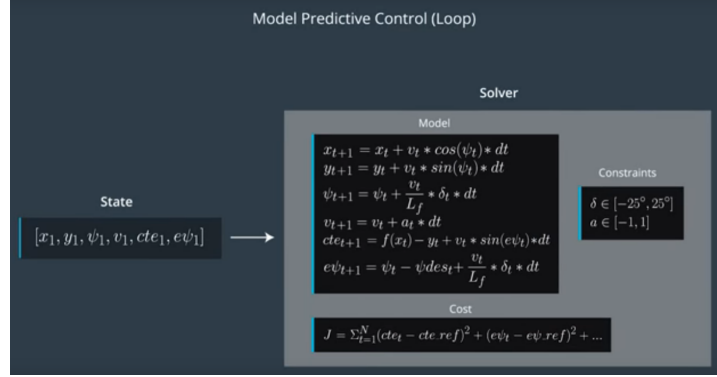 Model Predictive Control (Loop)
Solver
Model
x_{t+1} = x_t + v_t * cos(ψ_t) * dt
y_{t+1} = y_t + v_t * sin(ψ_t) * dt
ψ_{t+1} = ψ_t + \frac{v_t}{L_f} * δ_t * dt
v_{t+1} = v_t + a_t * dt
cte_{t+1} = f(x_t) − y_t + v_t * sin(eψ_t) * dt
eψ_{t+1} = ψ_t − ψdes_t + \frac{v_t}{L_f} * δ_t * dt
Constraints
δ ∈ [−25°, 25°]
a ∈ [−1, 1]
State
[x_1, y_1, ψ_1, v_1, cte_1, eψ_1]
Cost
J = Σ_{t=1}^{N} (cte_t − cte_ref)^2 + (eψ_t − eψ_ref)^2 + ...